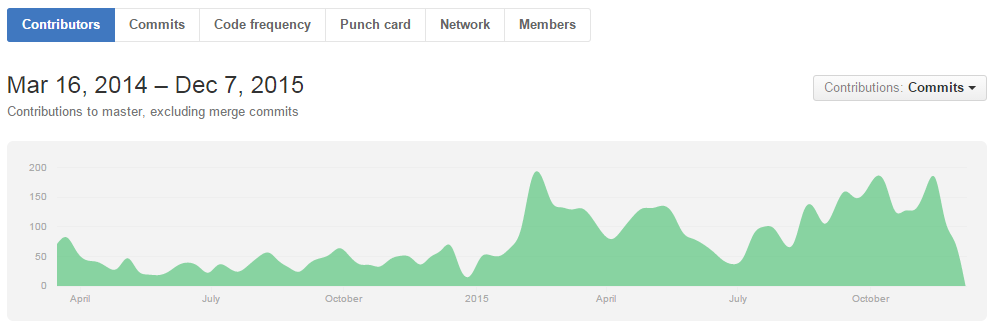 Contributors Commits Code frequency Punch card Network Members
Mar 16, 2014 – Dec 7, 2015
Contributions: Commits
Contributions to master, excluding merge commits
200
150
100
50
0
April July October 2015 April July October